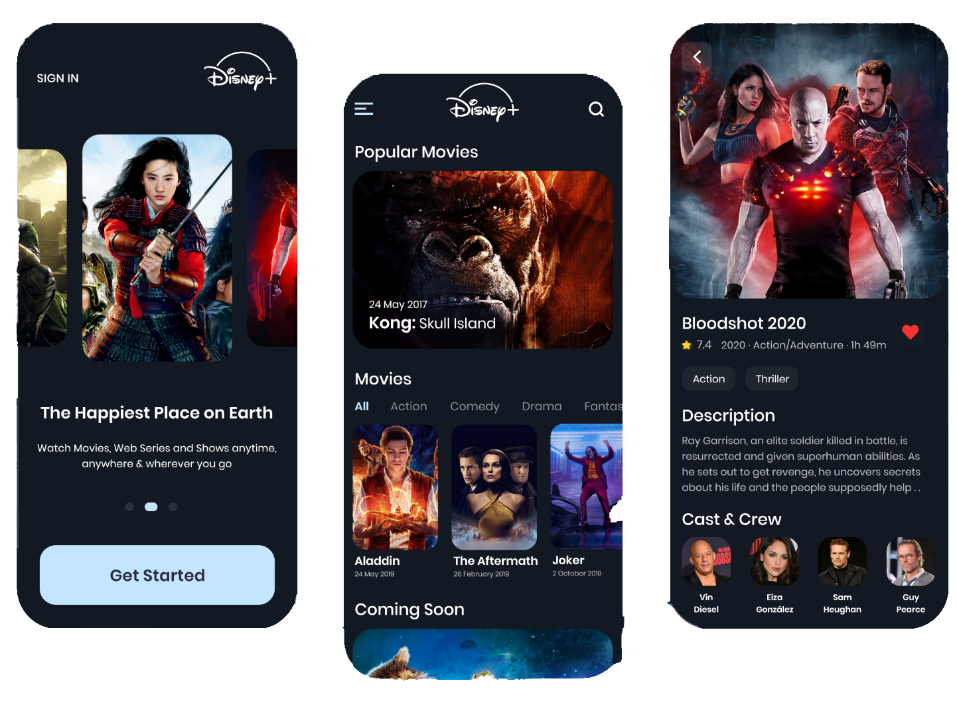 SIGN IN
Disney+
The Happiest Place on Earth
Watch Movies, Web Series and Shows anytime,
anywhere & wherever you go
Get Started
Disney+
Popular Movies
24 May 2017
Kong: Skull Island
Movies
All Action Comedy Drama Fantas
Aladdin
24 May 2019
The Aftermath
26 February 2019
Joker
2 October 2019
Coming Soon
Bloodshot 2020
7.4 2020 · Action/Adventure · 1h 49m
Action Thriller
Description
Ray Garrison, an elite soldier killed in battle, is
resurrected and given superhuman abilities. As
he sets out to get revenge, he uncovers secrets
about his life and the people supposedly help . .
Cast & Crew
Vin
Diesel
Eiza
González
Sam
Heughan
Guy
Pearce